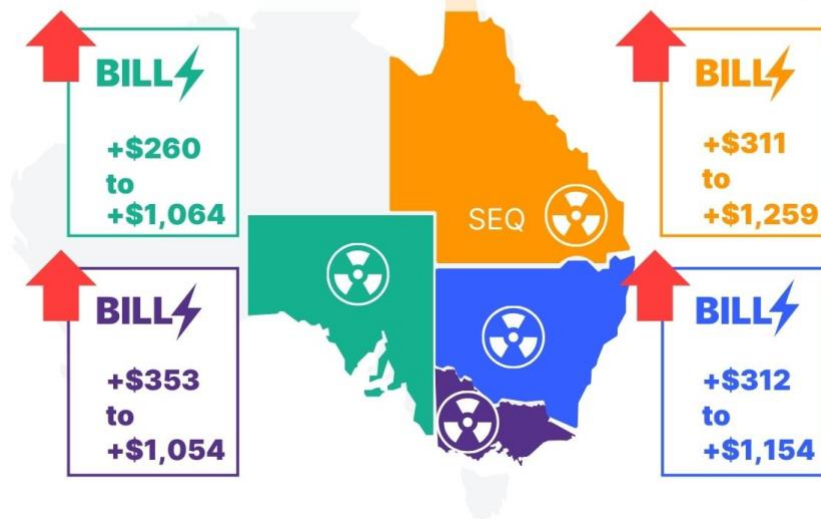 BILL
+$260
to
+$1,064
BILL
+$311
to
+$1,259
SEQ
BILL
+$353
to
+$1,054
BILL
+$312
to
+$1,154